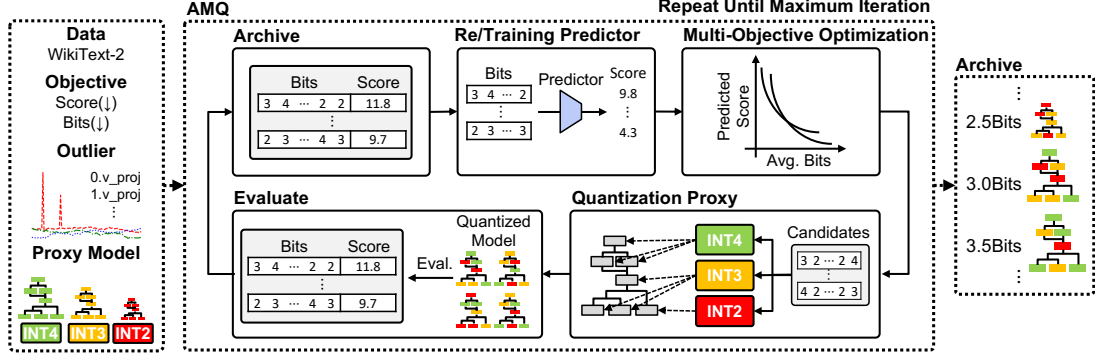 Data
WikiText-2
Objective
Score(↓)
Bits(↓)
Outlier
0.v_proj
1.v_proj
⋮
Proxy Model
INT4 INT3 INT2
AMQ
Repeat Until Maximum Iteration
Archive
Bits Score
3 4 ⋯ 2 2 11.8
⋮
2 3 ⋯ 4 3 9.7
Re/Training Predictor
Bits Predictor Score
3 4 ⋯ 2 9.8
⋮ ⋮
2 3 ⋯ 3 4.3
Multi-Objective Optimization
Predicted
Score
Avg. Bits
Evaluate
Bits Score
3 4 ⋯ 2 2 11.8
⋮
2 3 ⋯ 4 3 9.7
Quantized
Model
Eval.
Quantization Proxy
INT4
INT3
INT2
Candidates
3 2 ⋯ 2 4
⋮
4 2 ⋯ 2 3
Archive
⋮
2.5Bits
3.0Bits
3.5Bits
⋮